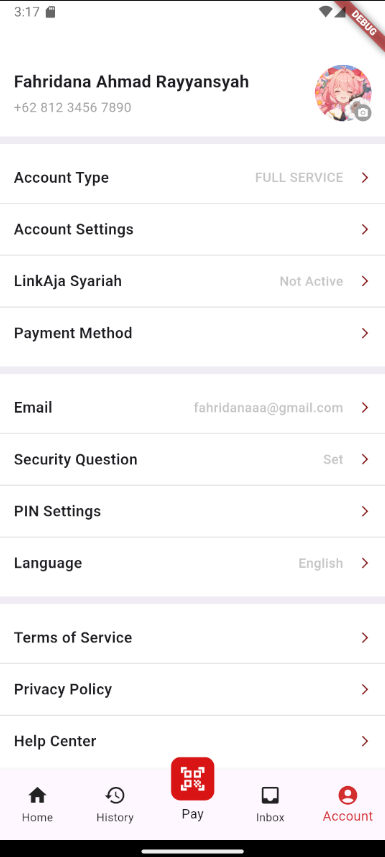 3:17
DEBUG
Fahridana Ahmad Rayyansyah
+62 812 3456 7890
Account Type FULL SERVICE
Account Settings
LinkAja Syariah Not Active
Payment Method
Email fahridanaaa@gmail.com
Security Question Set
PIN Settings
Language English
Terms of Service
Privacy Policy
Help Center
Home History Pay Inbox Account